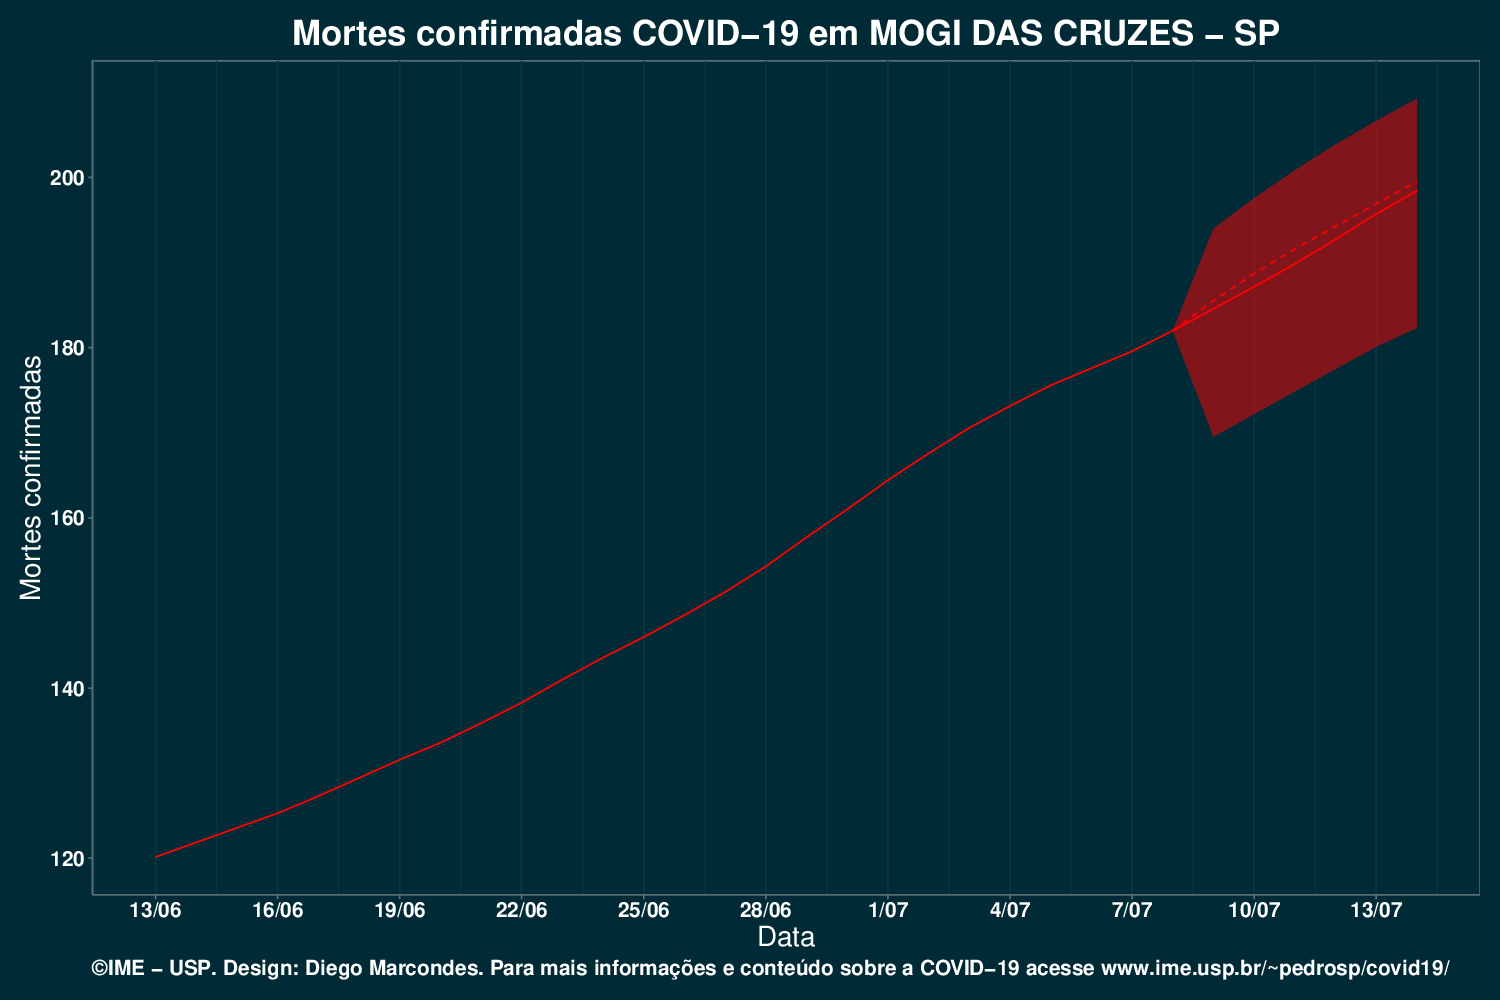 Mortes confirmadas COVID−19 em MOGI DAS CRUZES − SP
Mortes confirmadas
200
180
160
140
120
13/06 16/06 19/06 22/06 25/06 28/06 1/07 4/07 7/07 10/07 13/07
Data
©IME − USP. Design: Diego Marcondes. Para mais informações e conteúdo sobre a COVID−19 acesse www.ime.usp.br/~pedrosp/covid19/